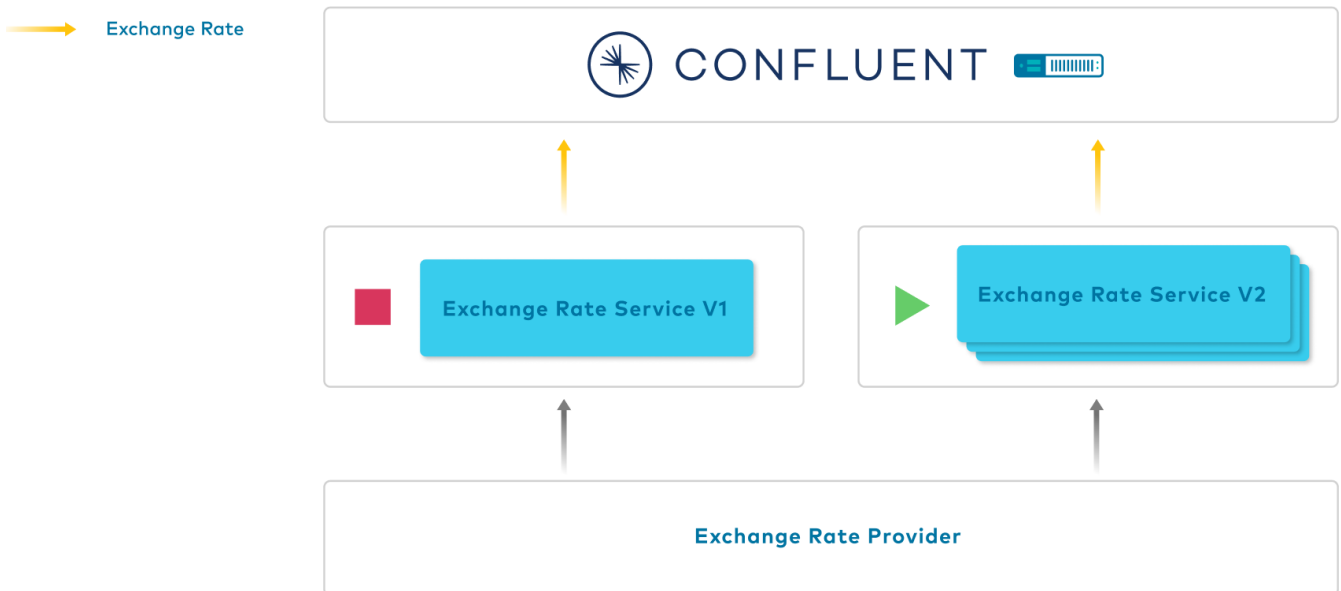 Exchange Rate
CONFLUENT
Exchange Rate Service V1
Exchange Rate Service V2
Exchange Rate Provider